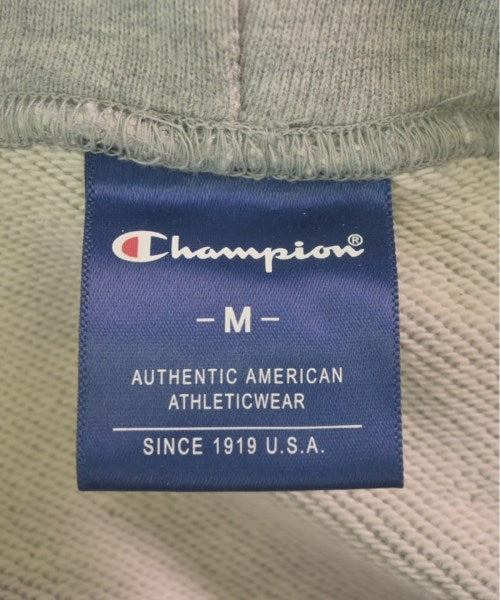 Champion®
- M -
AUTHENTIC AMERICAN
ATHLETICWEAR
SINCE 1919 U.S.A.